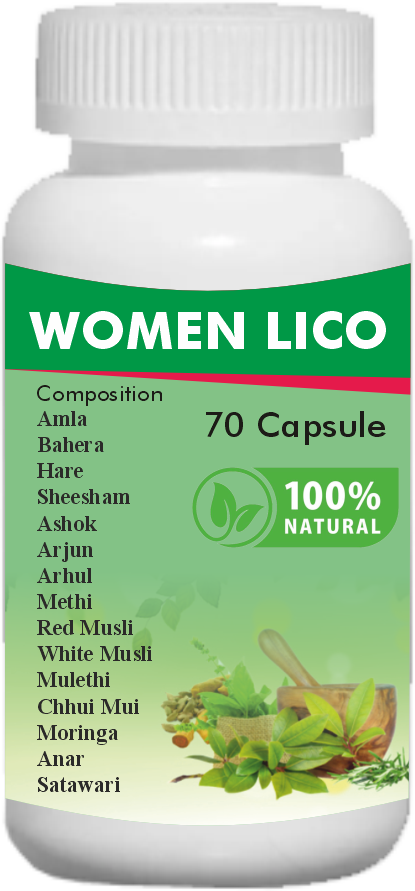 WOMEN LICO
Composition
Amla
Bahera
Hare
Sheesham
Ashok
Arjun
Arhul
Methi
Red Musli
White Musli
Mulethi
Chhui Mui
Moringa
Anar
Satawari
70 Capsule
100%
NATURAL